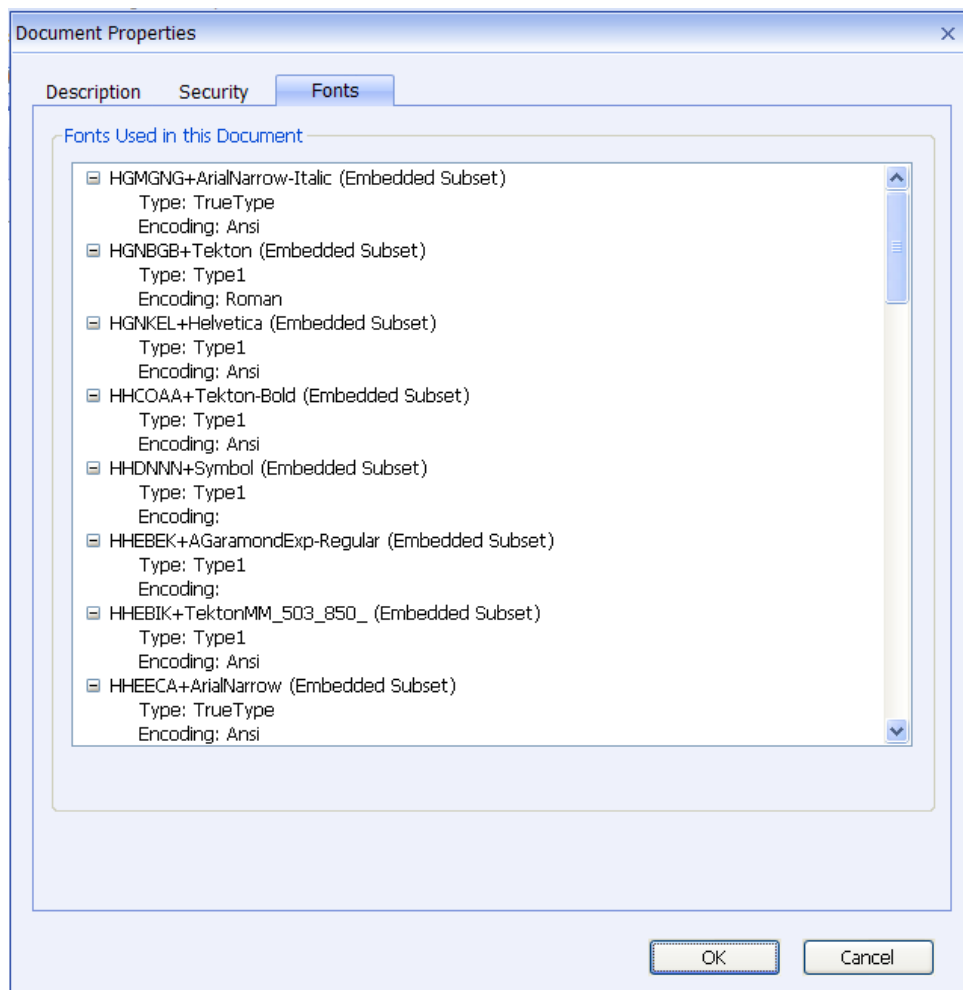 Document Properties
Description Security Fonts
Fonts Used in this Document
HGMGNG+ArialNarrow-Italic (Embedded Subset)
Type: TrueType
Encoding: Ansi
HGNBGB+Tekton (Embedded Subset)
Type: Type1
Encoding: Roman
HGNKEL+Helvetica (Embedded Subset)
Type: Type1
Encoding: Ansi
HHCOAA+Tekton-Bold (Embedded Subset)
Type: Type1
Encoding: Ansi
HHDNNN+Symbol (Embedded Subset)
Type: Type1
Encoding:
HHEBEK+AGaramondExp-Regular (Embedded Subset)
Type: Type1
Encoding:
HHEBIK+TektonMM_503_850_ (Embedded Subset)
Type: Type1
Encoding: Ansi
HHEECA+ArialNarrow (Embedded Subset)
Type: TrueType
Encoding: Ansi
OK Cancel